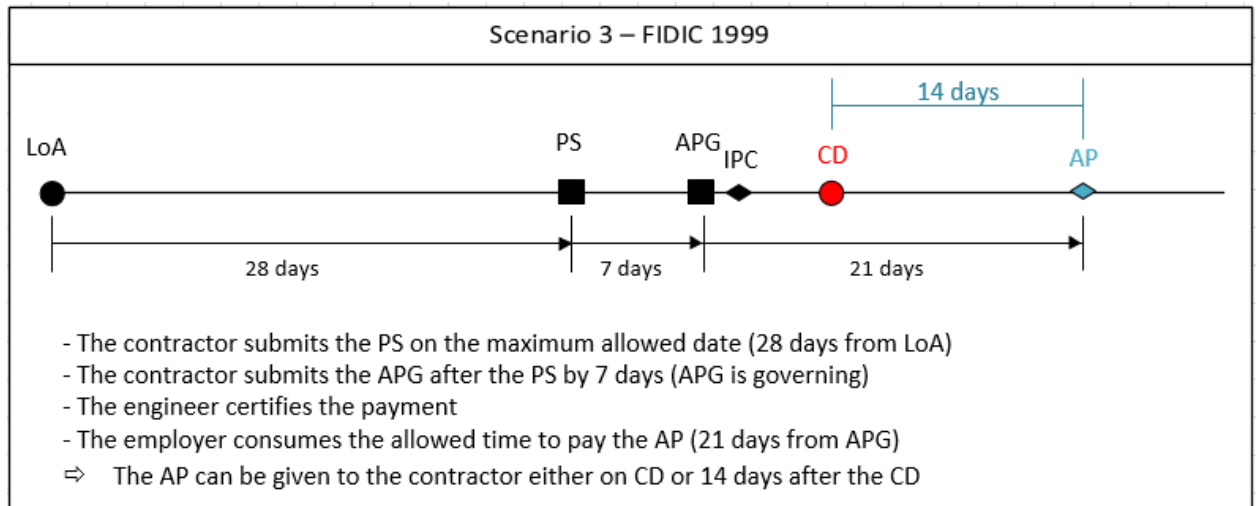 Scenario 3 – FIDIC 1999
14 days
LoA
PS
APG
IPC
CD
AP
28 days
7 days
21 days
- The contractor submits the PS on the maximum allowed date (28 days from LoA)
- The contractor submits the APG after the PS by 7 days (APG is governing)
- The engineer certifies the payment
- The employer consumes the allowed time to pay the AP (21 days from APG)
⇨ The AP can be given to the contractor either on CD or 14 days after the CD